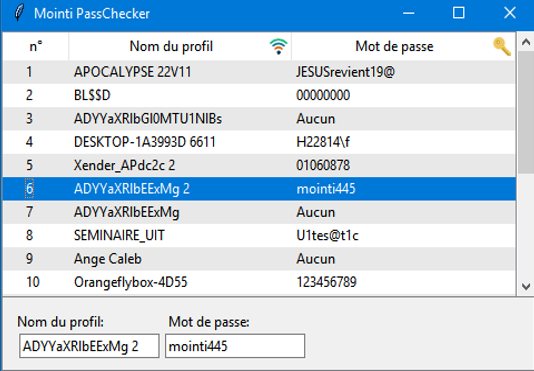 Mointi PassChecker
n° Nom du profil Mot de passe
1 APOCALYPSE 22V11 JESUSrevient19@
2 BL$$D 00000000
3 ADYYaXRlbGl0MTU1NlBs Aucun
4 DESKTOP-1A3993D 6611 H22814\f
5 Xender_APdc2c 2 01060878
6 ADYYaXRlbEExMg 2 mointi445
7 ADYYaXRlbEExMg Aucun
8 SEMINAIRE_UIT U1tes@t1c
9 Ange Caleb Aucun
10 Orangeflybox-4D55 123456789
Nom du profil: Mot de passe:
ADYYaXRlbEExMg 2 mointi445